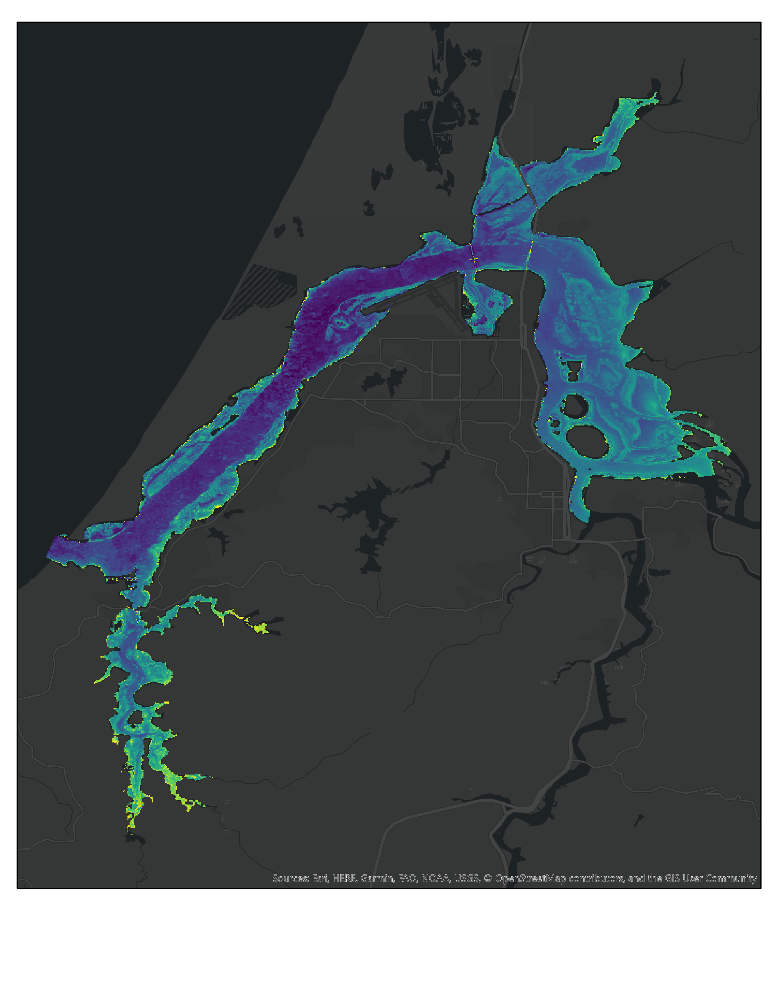 Sources: Esri, HERE, Garmin, FAO, NOAA, USGS, © OpenStreetMap contributors, and the GIS User Community